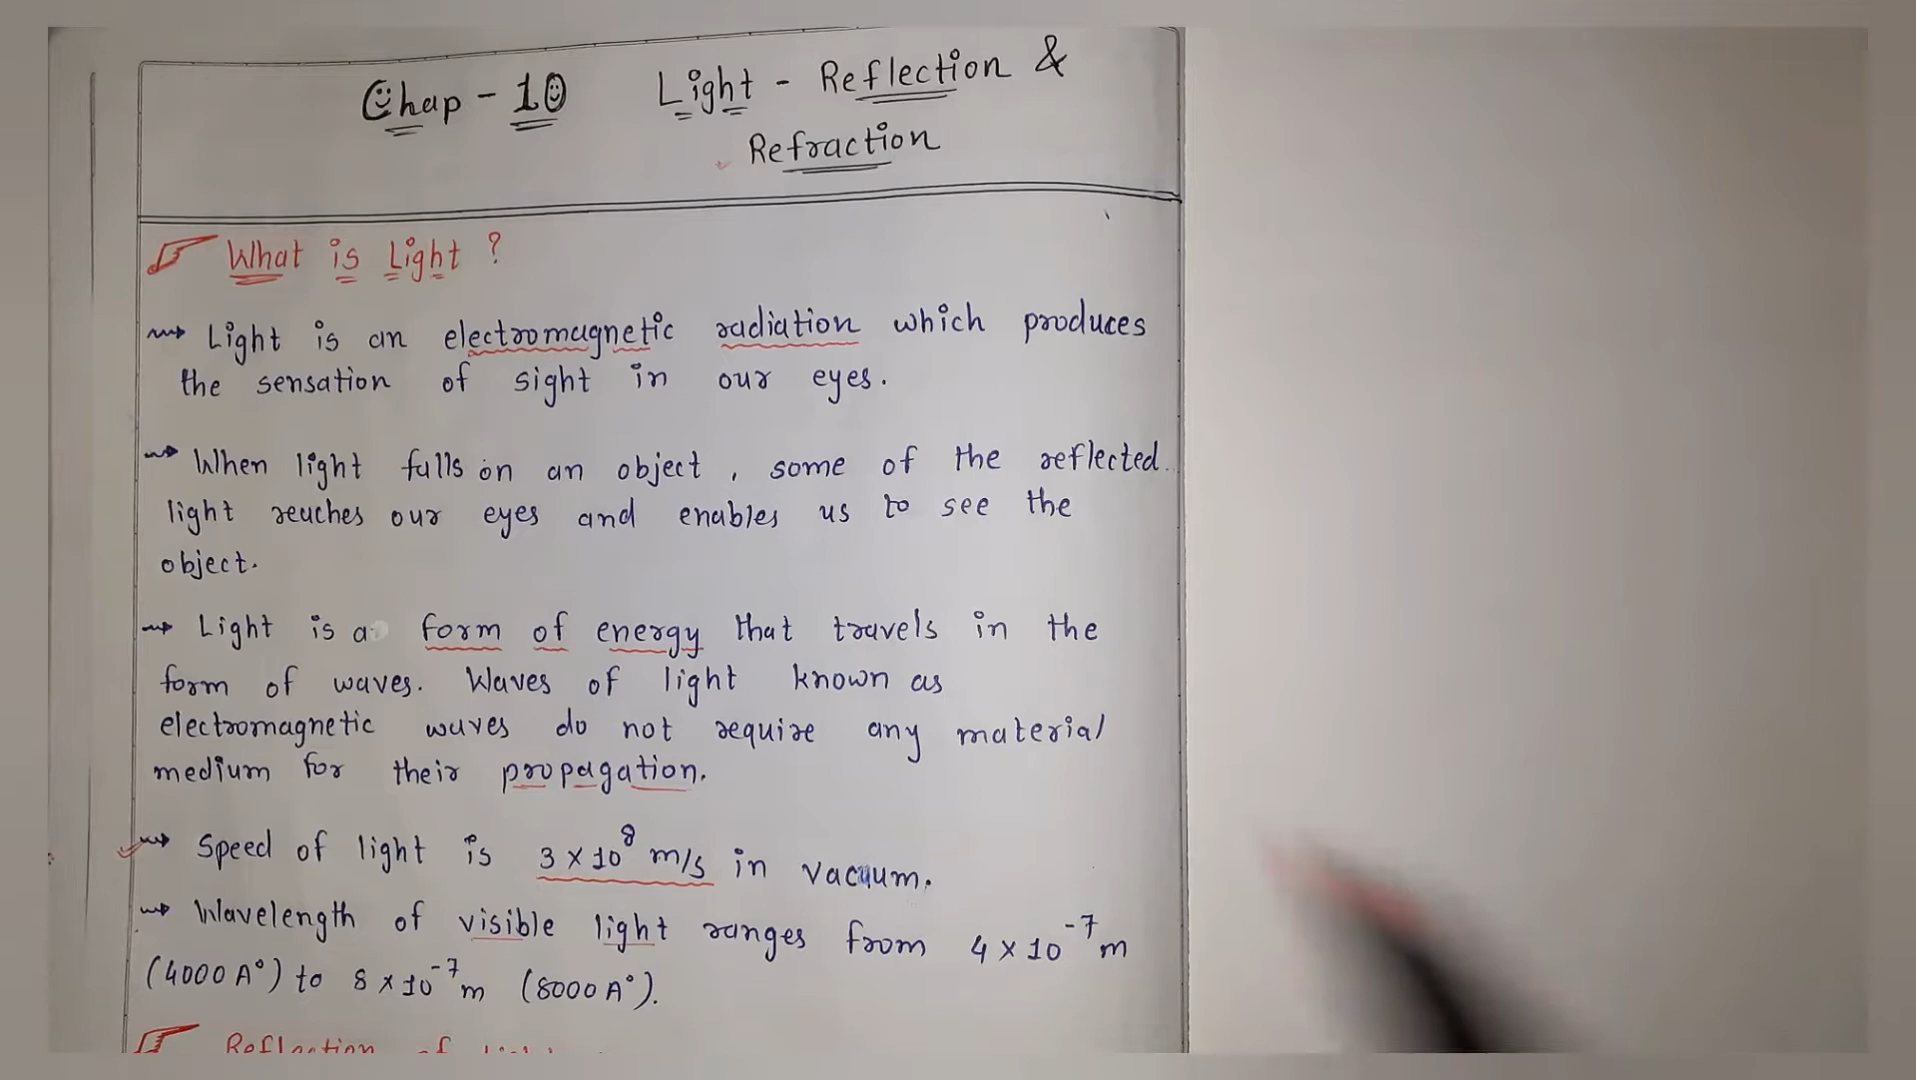 Chap - 10 Light - Reflection &
Refraction
What is Light ?
Light is an electromagnetic radiation which produces
the sensation of sight in our eyes.
When light falls on an object , some of the reflected
light reaches our eyes and enables us to see the
object.
Light is a form of energy that travels in the
form of waves. Waves of light known as
electromagnetic waves do not require any material
medium for their propagation.
Speed of light is 3 x 10⁸ m/s in vacuum.
Wavelength of visible light ranges from 4 x 10⁻⁷ m
(4000 A°) to 8 x 10⁻⁷ m (8000 A°).
Reflection of